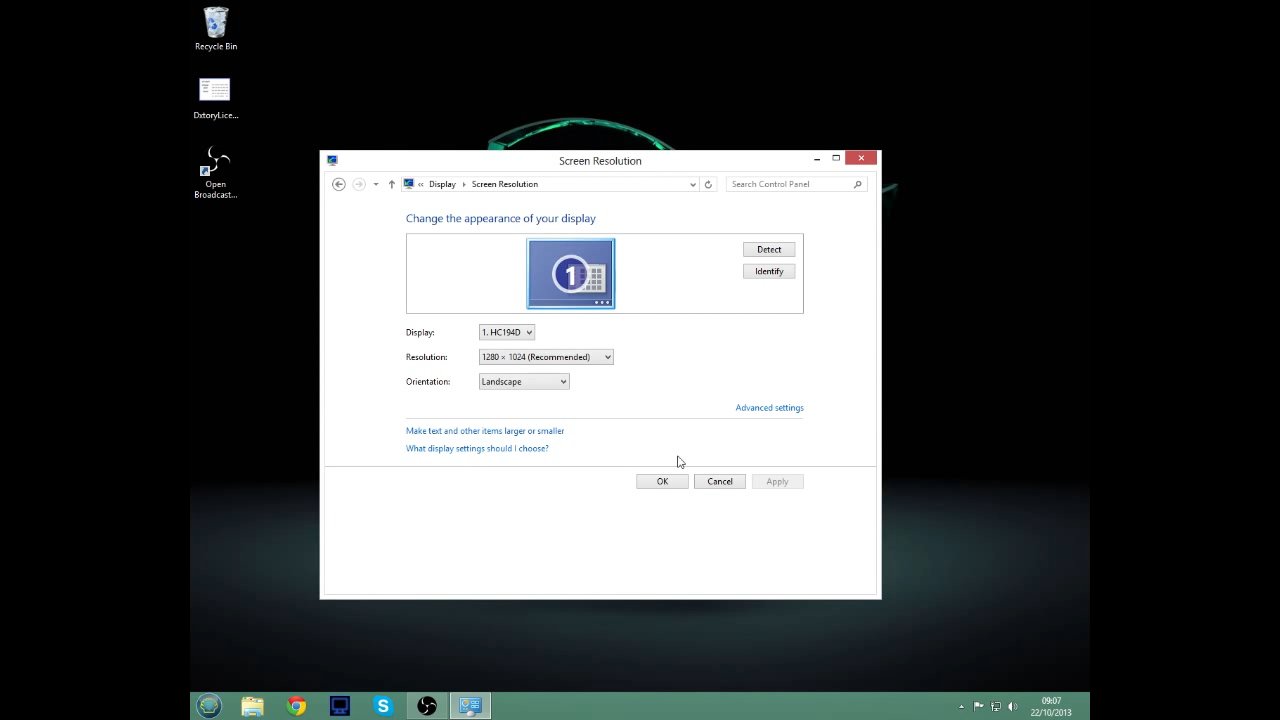 Recycle Bin
DxtoryLice...
Open
Broadcast...
Screen Resolution
« Display Screen Resolution
Search Control Panel
Change the appearance of your display
1
Detect
Identify
Display: 1. HC194D
Resolution: 1280 × 1024 (Recommended)
Orientation: Landscape
Advanced settings
Make text and other items larger or smaller
What display settings should I choose?
OK Cancel Apply
09:07
22/10/2013